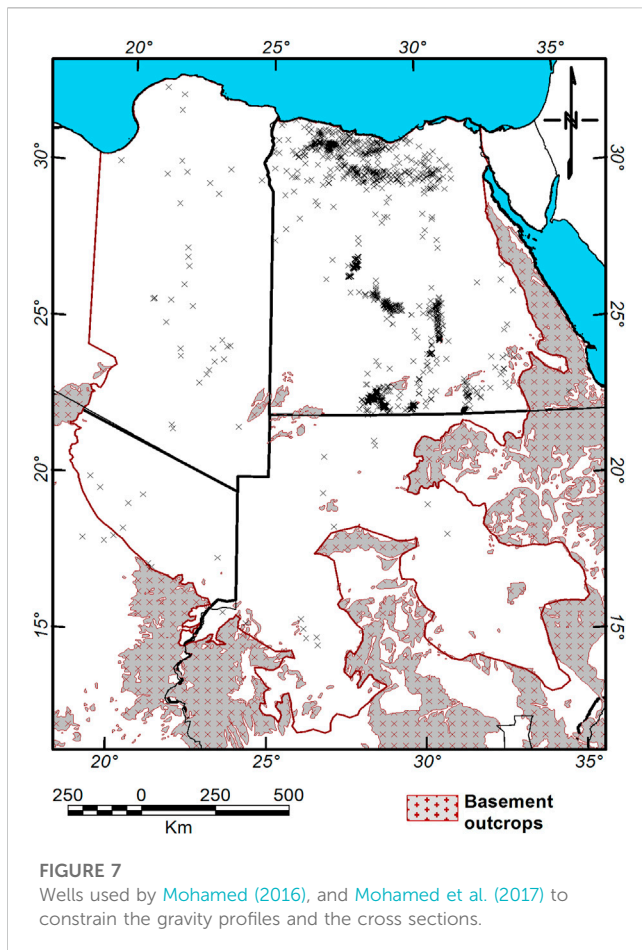 20° 25° 30° 35°
N
30° 30°
25° 25°
20° 20°
15° 15°
20° 25° 30° 35°
250 0 250 500
Km
Basement
outcrops
FIGURE 7
Wells used by Mohamed (2016), and Mohamed et al. (2017) to
constrain the gravity profiles and the cross sections.